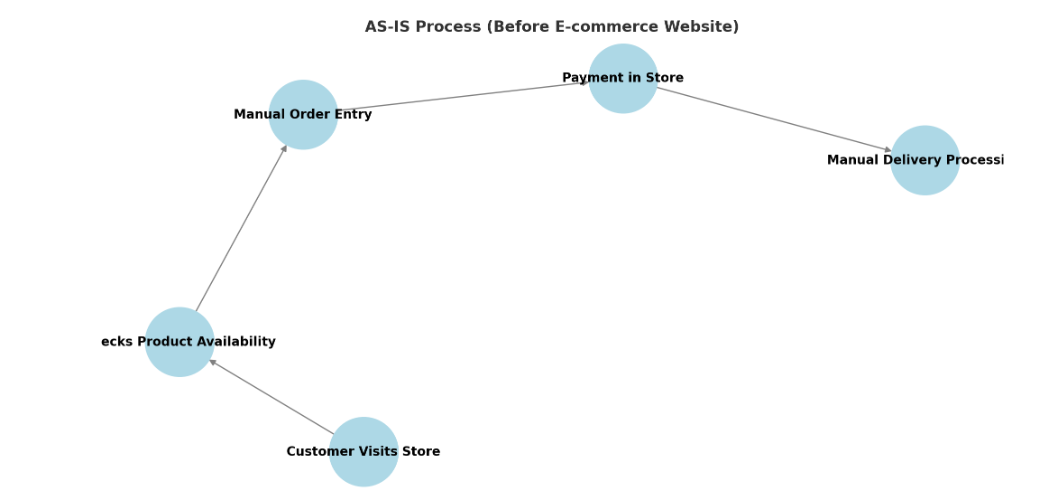 AS-IS Process (Before E-commerce Website)
Payment in Store
Manual Order Entry
Manual Delivery Processi
ecks Product Availability
Customer Visits Store